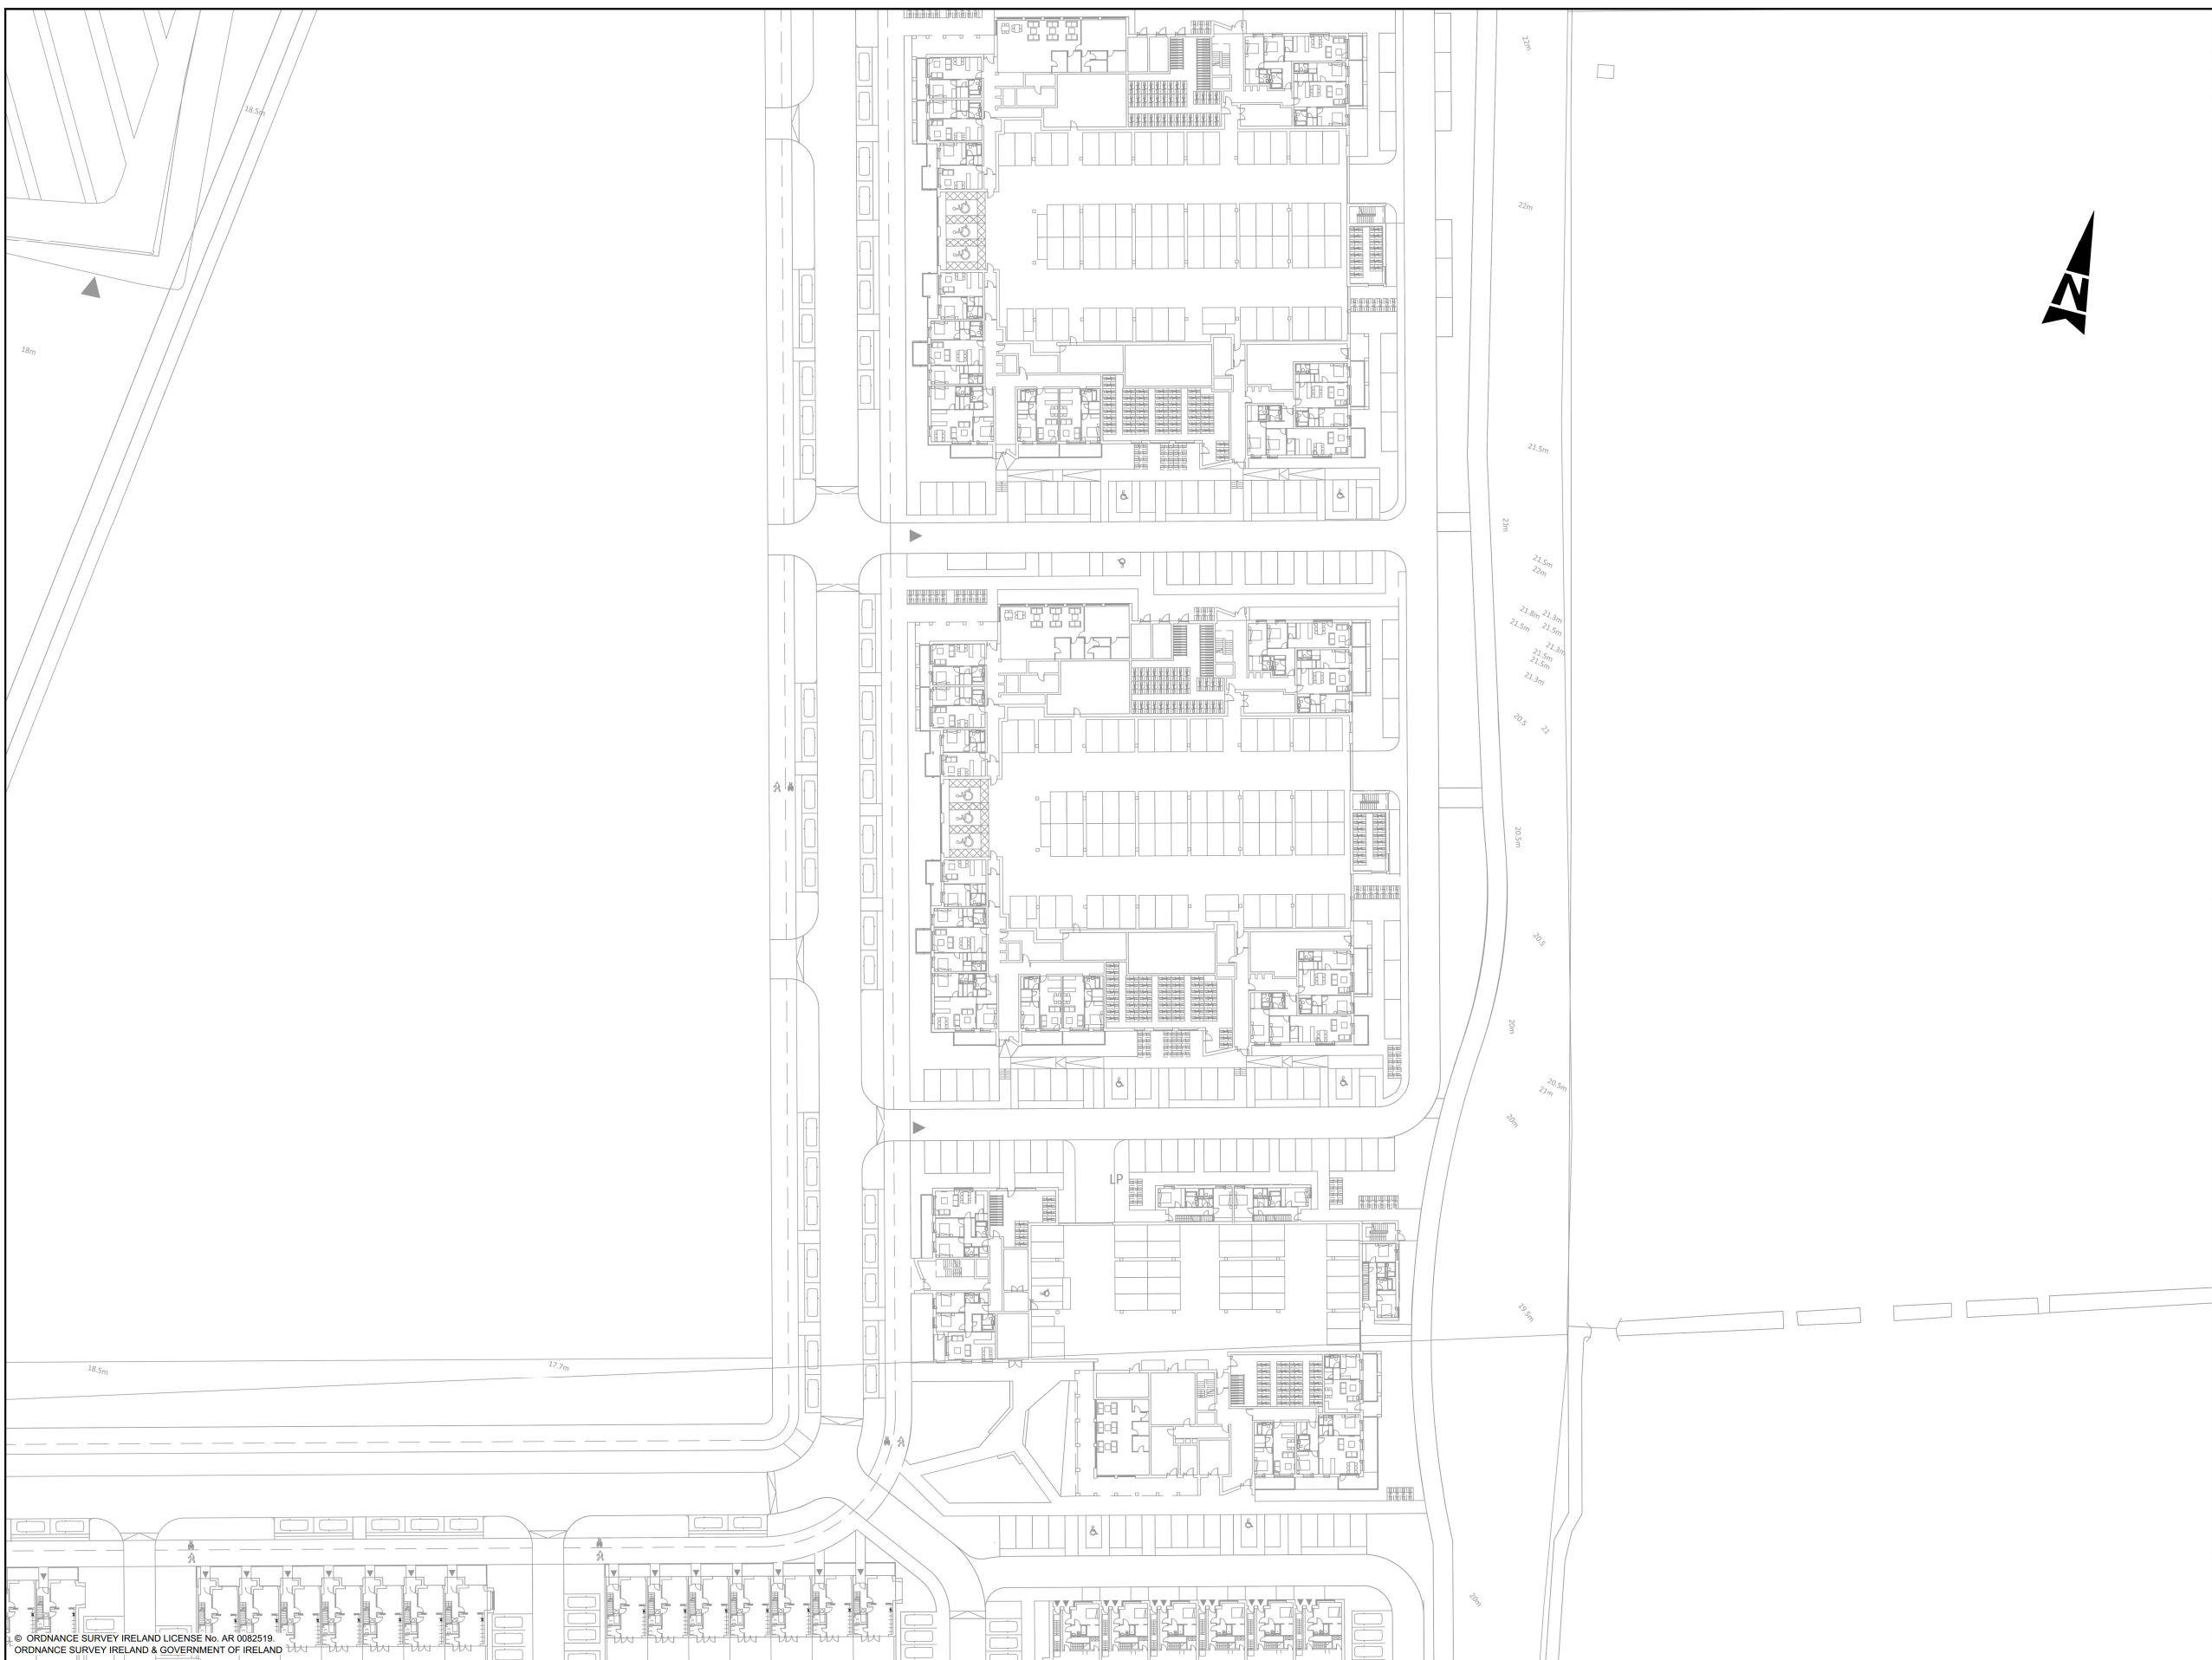 22m
18.5m
22m
N
18m
21.5m
21m
21.5m
22m
21.8m
21.3m
21.5m
21.5m
21.3m
21.5m
21.5m
21.3m
20.5
21
20.5m
20.5
20m
20.5m
21m
20m
LP
19.5m
18.5m
17.7m
20m
© ORDNANCE SURVEY IRELAND LICENSE No. AR 0082519.
ORDNANCE SURVEY IRELAND & GOVERNMENT OF IRELAND